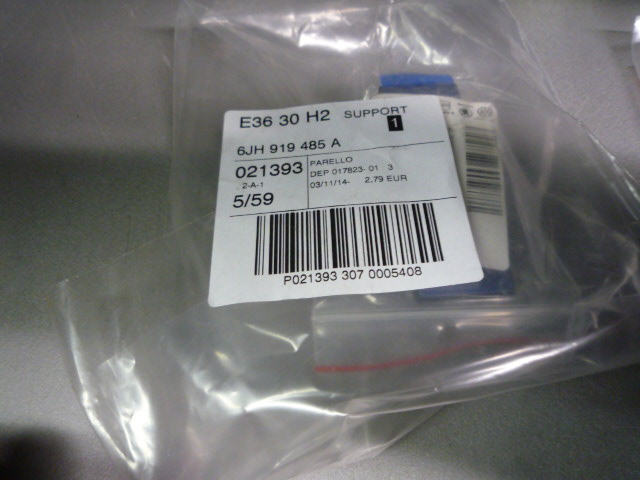 E36 30 H2 SUPPORT
1
6JH 919 485 A
021393
2-A-1
5/59
PARELLO
DEP 017823- 01 3
03/11/14- 2.79 EUR
P021393 307 0005408